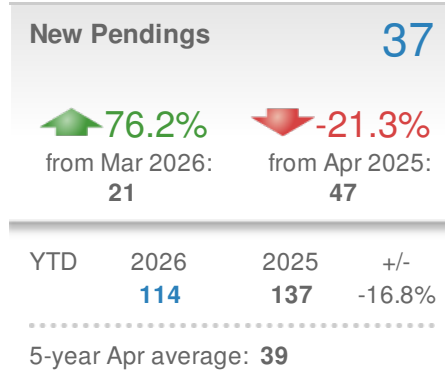 New Pendings 37
76.2% -21.3%
from Mar 2026: from Apr 2025:
21 47
YTD 2026 2025 +/-
114 137 -16.8%
5-year Apr average: 39